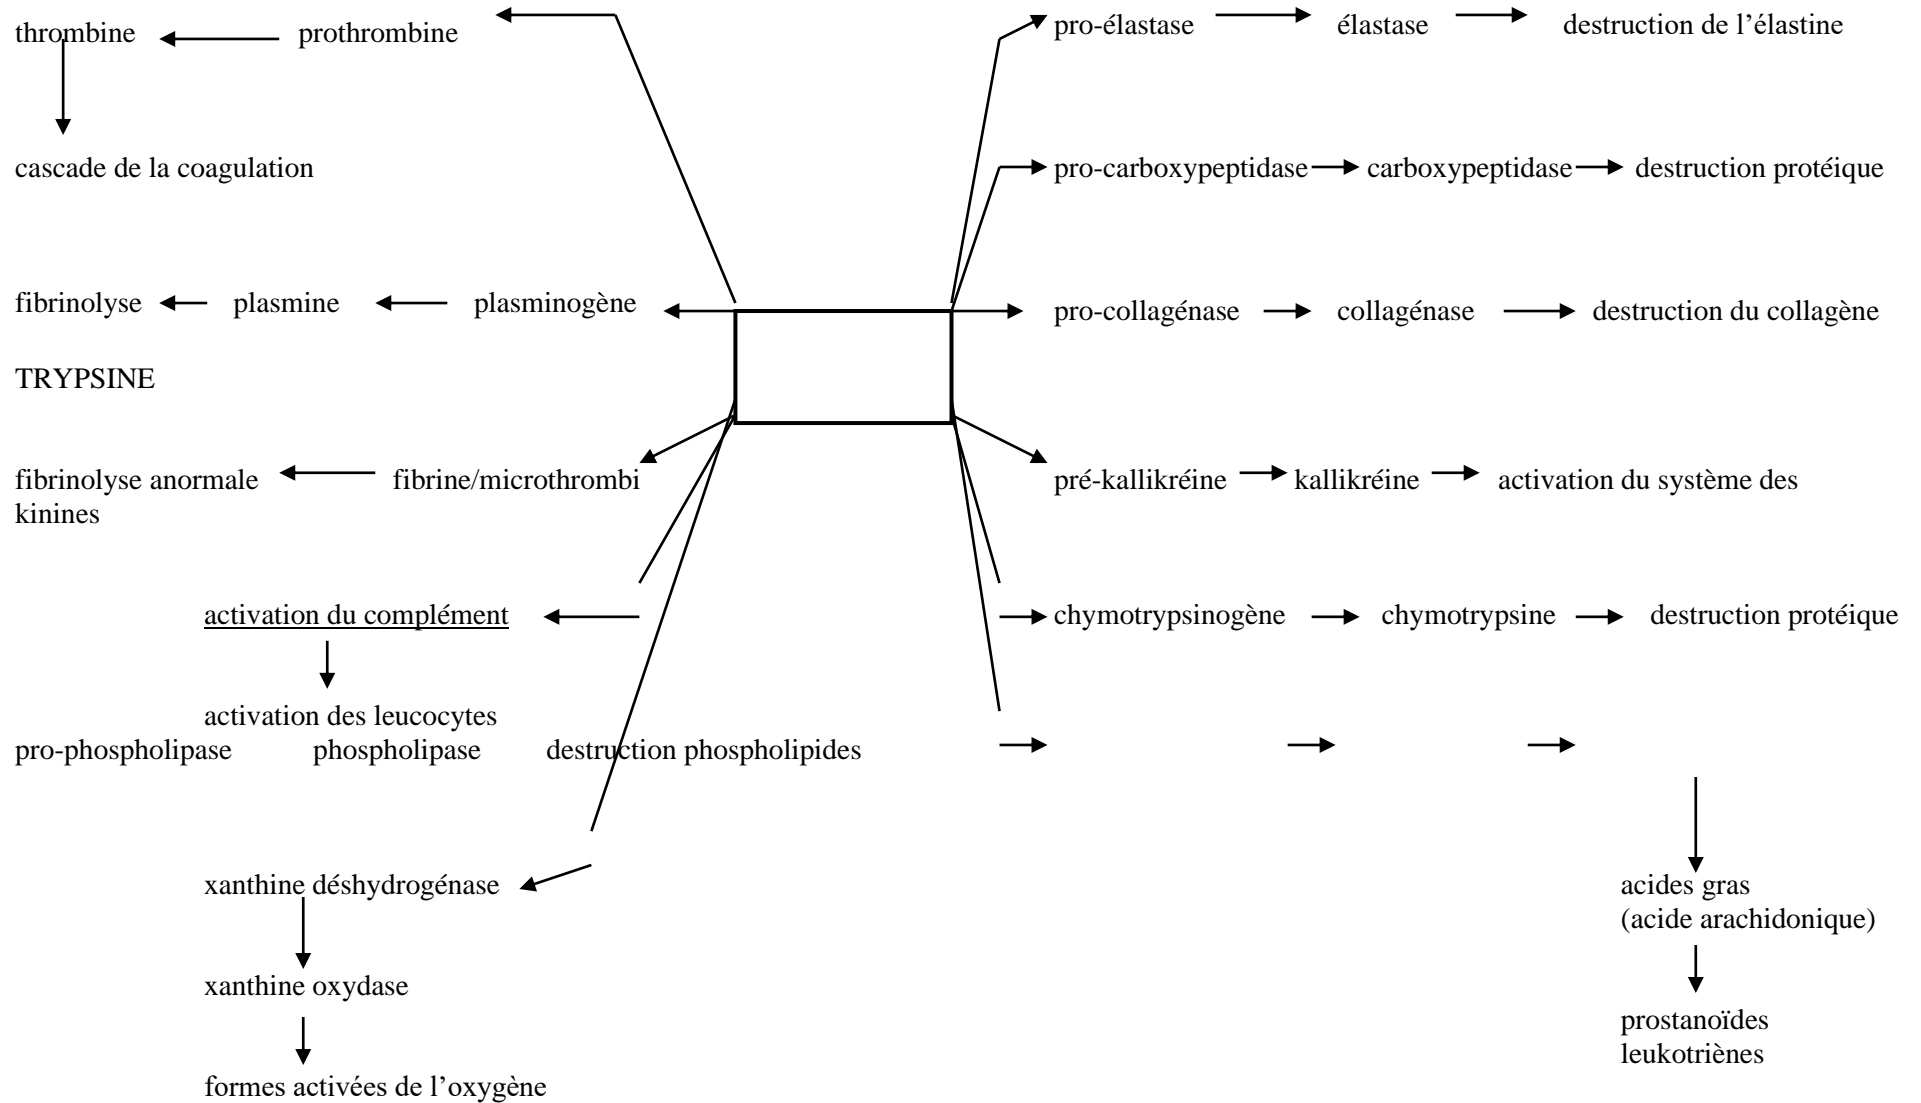 thrombine prothrombine pro-élastase élastase destruction de l’élastine
cascade de la coagulation pro-carboxypeptidase carboxypeptidase destruction protéique
fibrinolyse plasmine plasminogène pro-collagénase collagénase destruction du collagène
TRYPSINE
fibrinolyse anormale fibrine/microthrombi pré-kallikréine kallikréine activation du système des
kinines
activation du complément chymotrypsinogène chymotrypsine destruction protéique
activation des leucocytes
pro-phospholipase phospholipase destruction phospholipides
xanthine déshydrogénase acides gras
(acide arachidonique)
xanthine oxydase
prostanoïdes
leukotriènes
formes activées de l’oxygène